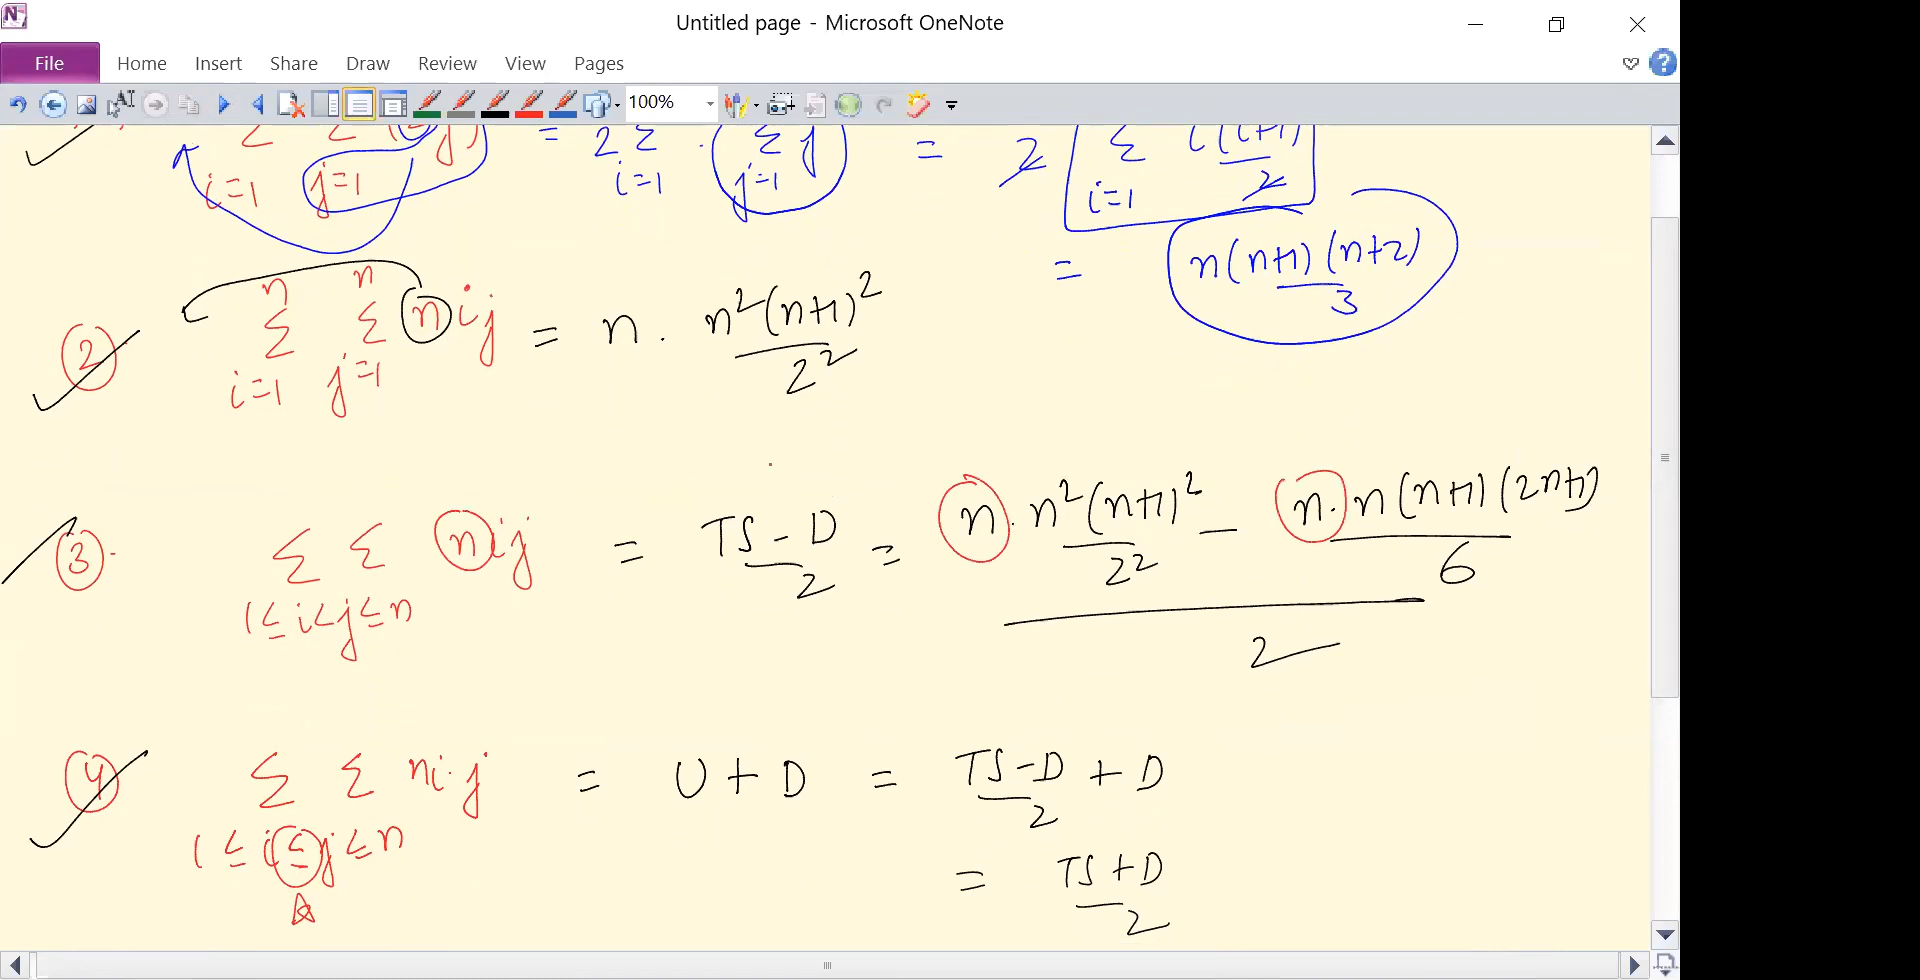 Untitled page - Microsoft OneNote
File Home Insert Share Draw Review View Pages
100%
Σ Σ j) = 2 Σ · Σ j = 2 Σ i(i+1)/2
i=1 j=1 i=1 j=1 i=1
= n(n+1)(n+2)/3
② n n
Σ Σ n i j = n · n²(n+1)²/2²
i=1 j=1
③ Σ Σ n i j = TS - D/2 = n · n²(n+1)²/2² - n · n(n+1)(2n+1)/6
1 ≤ i < j ≤ n
2
④ Σ Σ n i · j = U + D = TS - D/2 + D
1 ≤ i ≤ j ≤ n
= TS + D/2